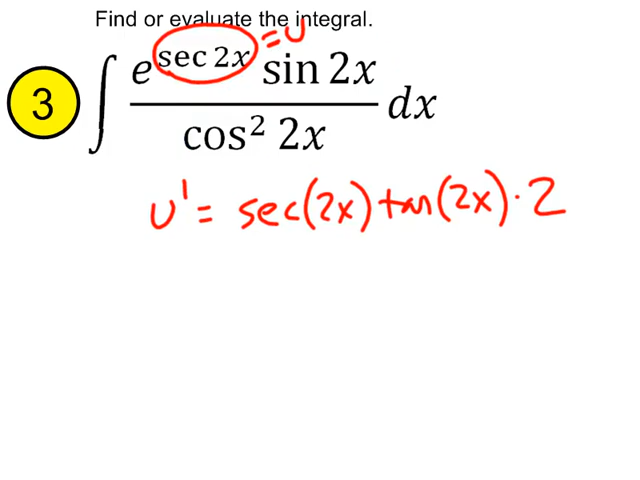 Find or evaluate the integral.
3 ∫ (e^(sec 2x) sin 2x)/(cos² 2x) dx = u
u' = sec(2x) tan(2x) · 2